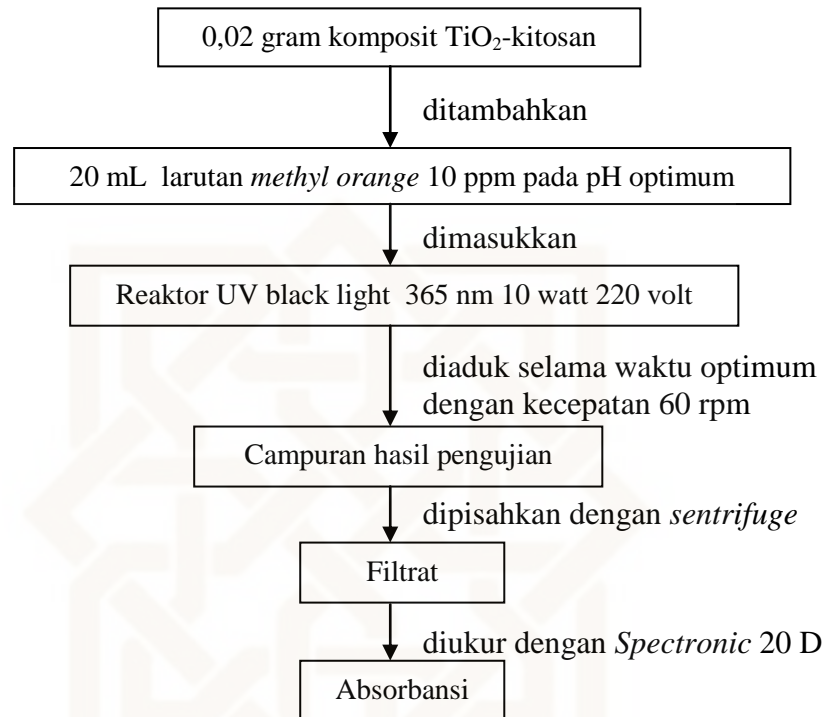 0,02 gram komposit TiO₂-kitosan
ditambahkan
20 mL larutan methyl orange 10 ppm pada pH optimum
dimasukkan
Reaktor UV black light 365 nm 10 watt 220 volt
diaduk selama waktu optimum
dengan kecepatan 60 rpm
Campuran hasil pengujian
dipisahkan dengan sentrifuge
Filtrat
diukur dengan Spectronic 20 D
Absorbansi